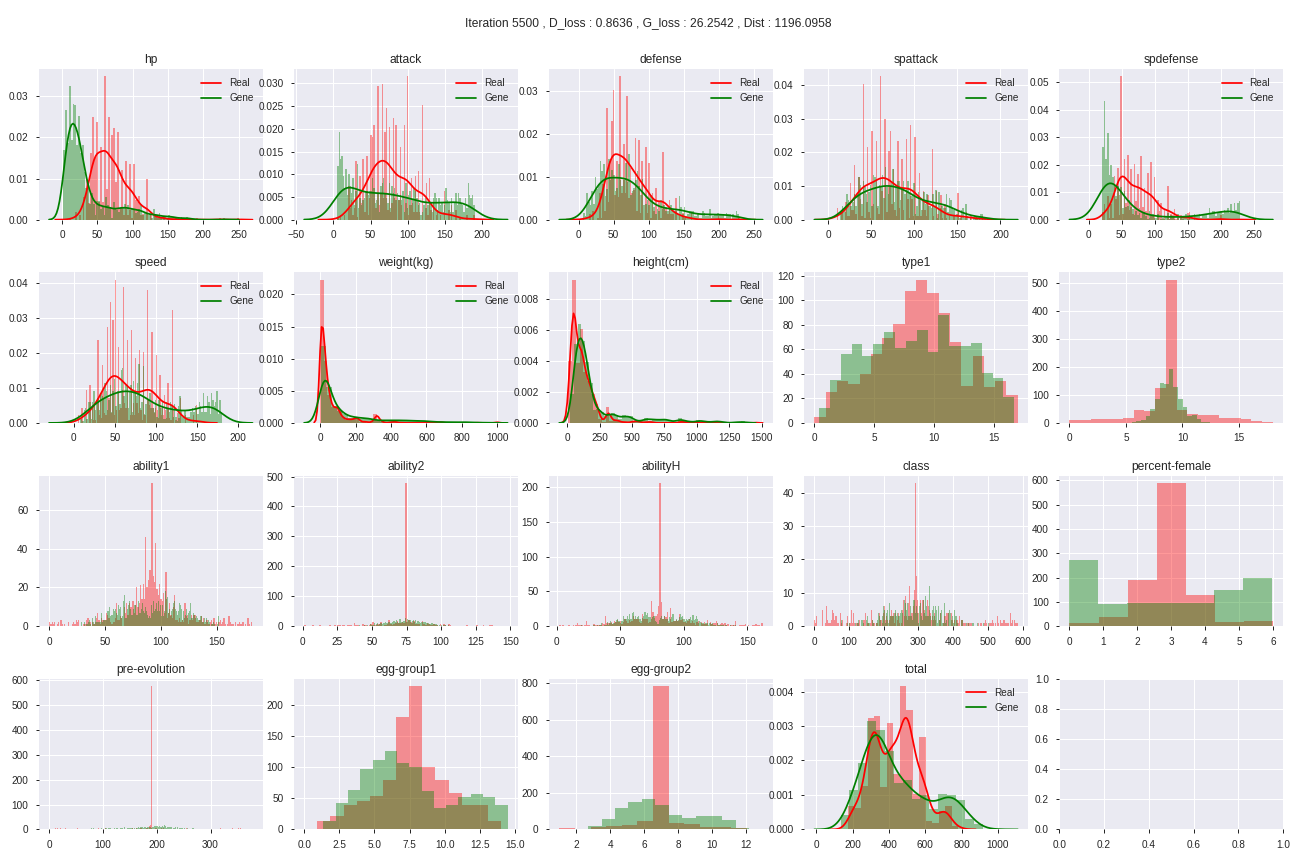 Iteration 5500 , D_loss : 0.8636 , G_loss : 26.2542 , Dist : 1196.0958
hp
attack
defense
spattack
spdefense
Real
Gene
Real
Gene
Real
Gene
Real
Gene
Real
Gene
0.03
0.02
0.01
0.00
0 50 100 150 200 250
0.030
0.025
0.020
0.015
0.010
0.005
0.000
−50 0 50 100 150 200
0.03
0.02
0.01
0.00
0 50 100 150 200 250
0.04
0.03
0.02
0.01
0.00
0 50 100 150 200
0.05
0.04
0.03
0.02
0.01
0.00
0 50 100 150 200 250
speed
weight(kg)
height(cm)
type1
type2
Real
Gene
Real
Gene
Real
Gene
0.04
0.03
0.02
0.01
0.00
0 50 100 150 200
0.020
0.015
0.010
0.005
0.000
0 200 400 600 800 1000
0.008
0.006
0.004
0.002
0.000
0 250 500 750 1000 1250 1500
120
100
80
60
40
20
0
0 5 10 15
500
400
300
200
100
0
0 5 10 15
ability1
ability2
abilityH
class
percent-female
60
40
20
0
0 50 100 150
500
400
300
200
100
0
0 25 50 75 100 125 150
200
150
100
50
0
0 50 100 150
40
30
20
10
0
0 100 200 300 400 500 600
600
500
400
300
200
100
0
0 1 2 3 4 5 6
pre-evolution
egg-group1
egg-group2
total
Real
Gene
600
500
400
300
200
100
0
0 100 200 300
200
150
100
50
0
0.0 2.5 5.0 7.5 10.0 12.5 15.0
800
600
400
200
0
2 4 6 8 10 12
0.004
0.003
0.002
0.001
0.000
0 200 400 600 800 1000
1.0
0.8
0.6
0.4
0.2
0.0
0.0 0.2 0.4 0.6 0.8 1.0